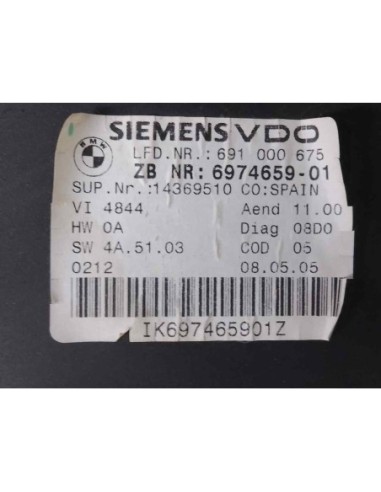 BMW
SIEMENS VDO
LFD.NR.: 691 000 675
ZB NR: 6974659-01
SUP.Nr.:14369510 CO:SPAIN
VI 4844 Aend 11.00
HW 0A Diag 08D0
SW 4A.51.03 COD 05
0212 08.05.05
IK697465901Z